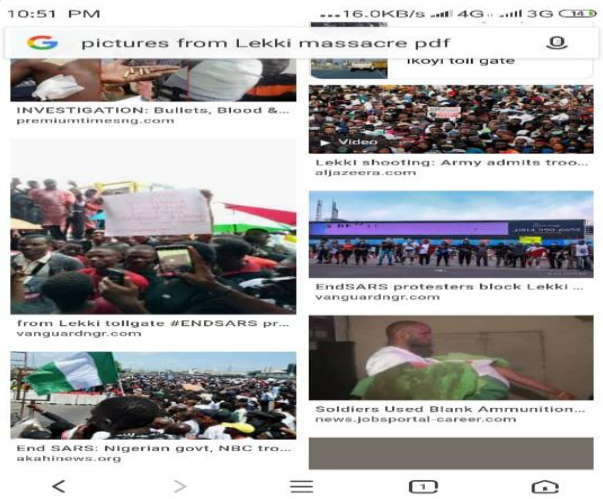 10:51 PM
...16.0KB/s 4G 3G 14
pictures from Lekki massacre pdf
INVESTIGATION: Bullets, Blood &...
premiumtimesng.com
from Lekki tollgate #ENDSARS pr...
vanguardngr.com
End SARS: Nigerian govt, NBC tro...
akahinews.org
ikoyi toll gate
Video
Lekki shooting: Army admits troo...
aljazeera.com
EndSARS protesters block Lekki ...
vanguardngr.com
Soldiers Used Blank Ammunition...
news.jobsportal-career.com
1